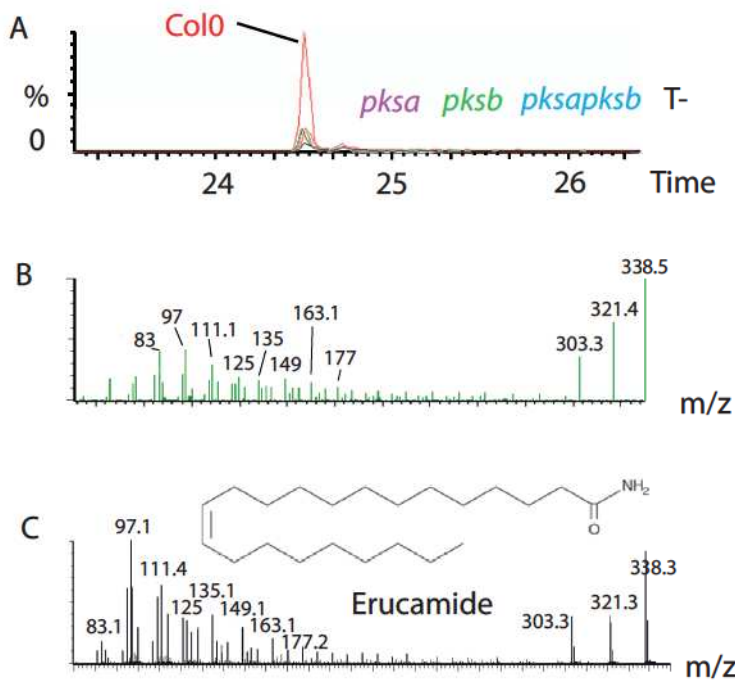 A
Col0
%
0
pksa pksb pksapksb T-
24 25 26 Time
B
338.5
321.4
303.3
163.1
97
111.1
83
135
125
149
177
m/z
NH₂
O
C
97.1
Erucamide
338.3
111.4
135.1
125
149.1
303.3
321.3
83.1
163.1
177.2
m/z